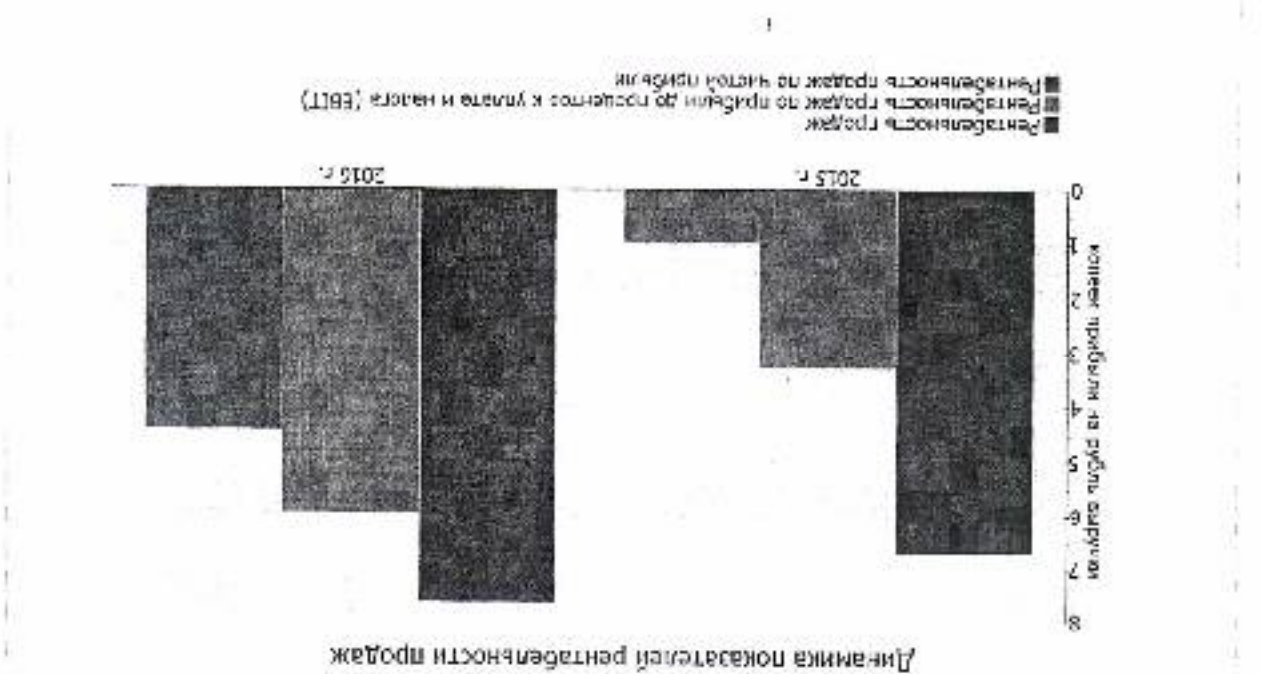 Динамика показателей рентабельности продаж
копеек прибыли на рубль выручки
8
7
6
5
4
3
2
1
0
2015 г.
2016 г.
Рентабельность продаж
Рентабельность продаж по прибыли до процентов к уплате и налога (EBIT)
Рентабельность продаж по чистой прибыли